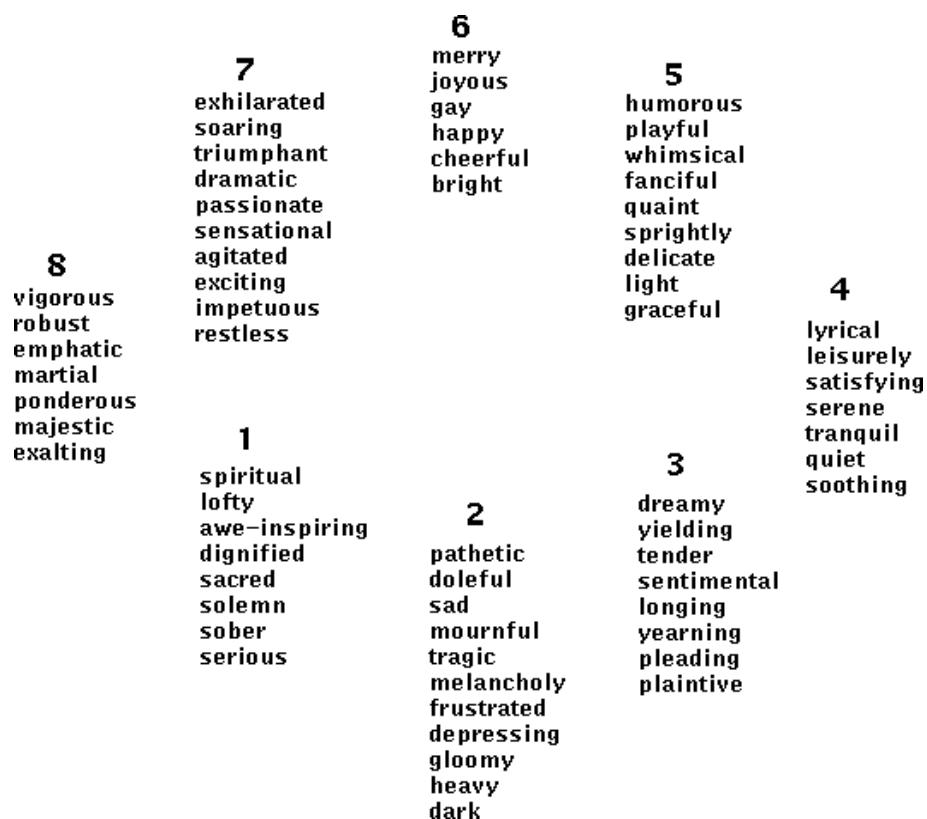 6
merry
joyous
gay
happy
cheerful
bright
7
exhilarated
soaring
triumphant
dramatic
passionate
sensational
agitated
exciting
impetuous
restless
5
humorous
playful
whimsical
fanciful
quaint
sprightly
delicate
light
graceful
8
vigorous
robust
emphatic
martial
ponderous
majestic
exalting
4
lyrical
leisurely
satisfying
serene
tranquil
quiet
soothing
1
spiritual
lofty
awe-inspiring
dignified
sacred
solemn
sober
serious
2
pathetic
doleful
sad
mournful
tragic
melancholy
frustrated
depressing
gloomy
heavy
dark
3
dreamy
yielding
tender
sentimental
longing
yearning
pleading
plaintive